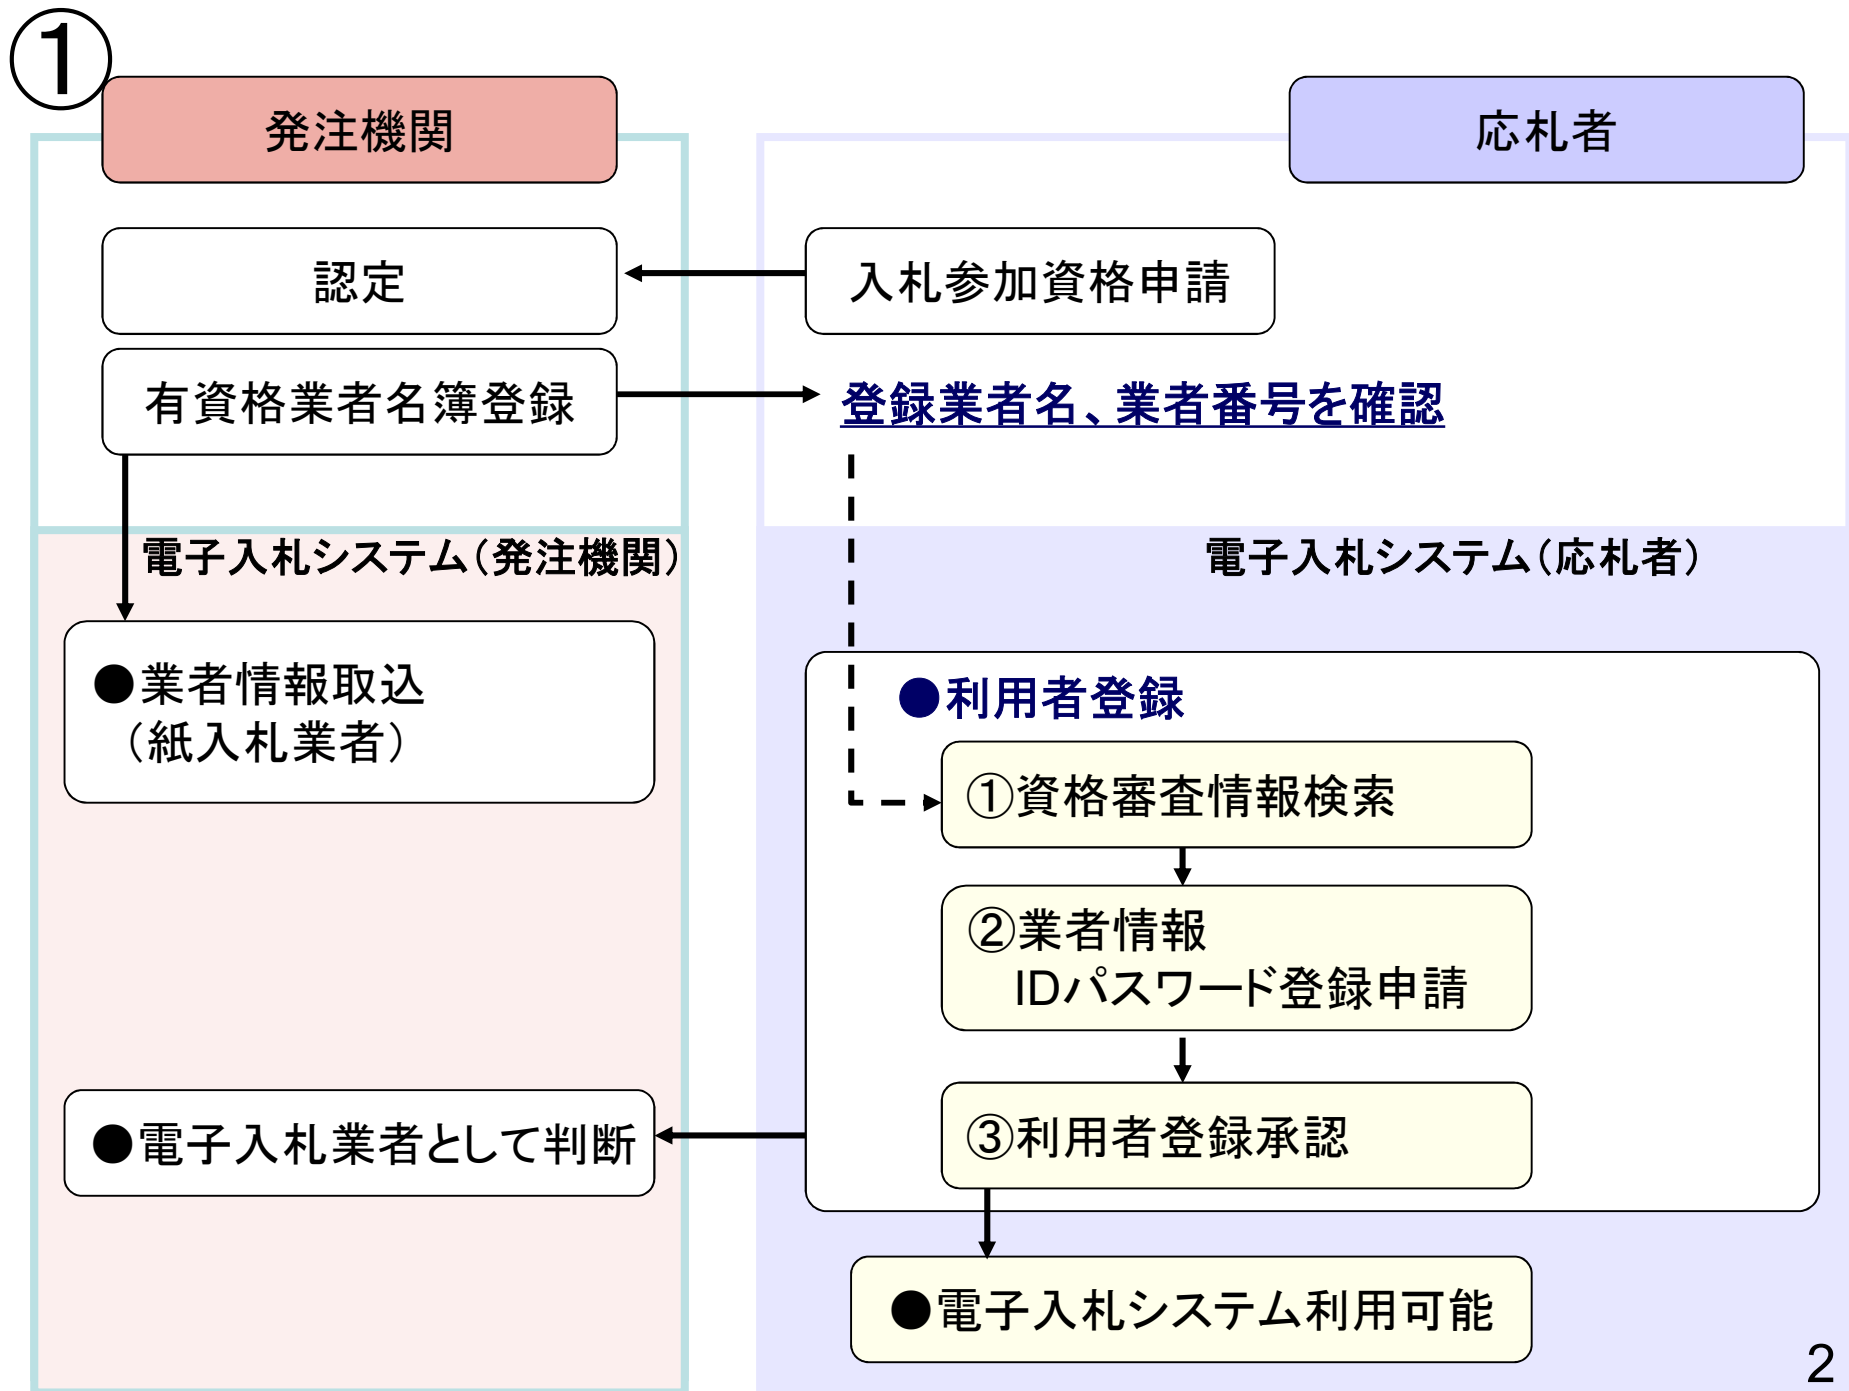 ①
発注機関
応札者
認定
入札参加資格申請
有資格業者名簿登録
登録業者名、業者番号を確認
電子入札システム（発注機関）
電子入札システム（応札者）
●業者情報取込
（紙入札業者）
●利用者登録
①資格審査情報検索
②業者情報
IDパスワード登録申請
●電子入札業者として判断
③利用者登録承認
●電子入札システム利用可能
2